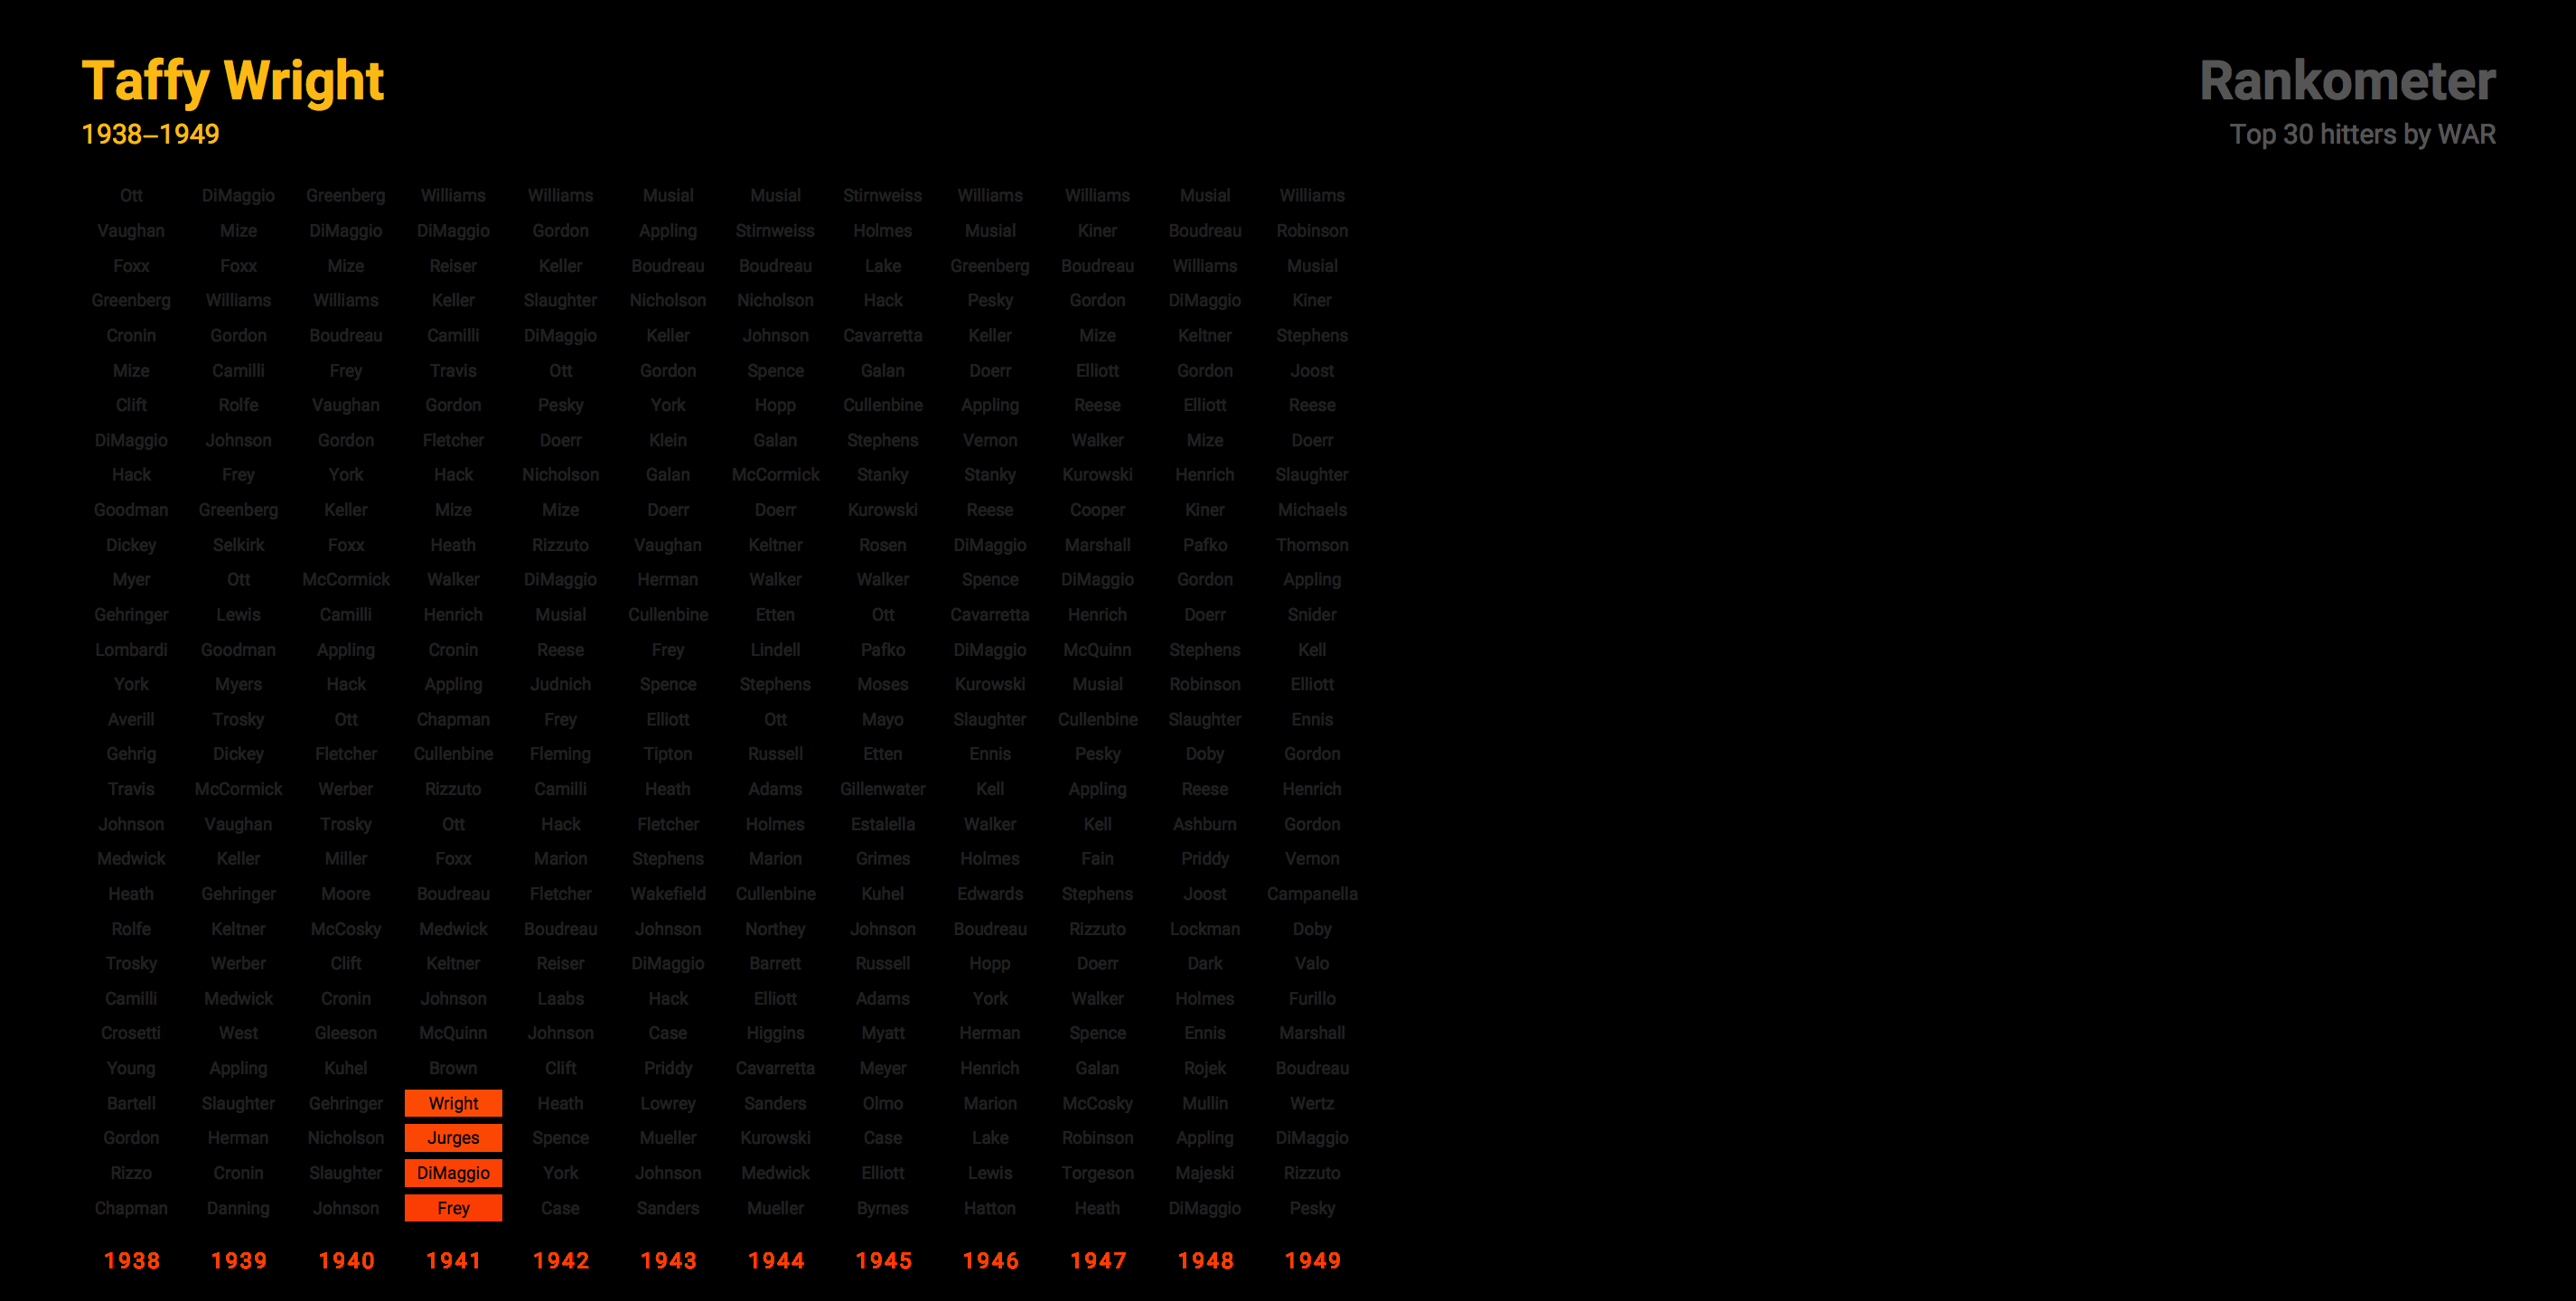 Taffy Wright
1938–1949
Rankometer
Top 30 hitters by WAR
Ott DiMaggio Greenberg Williams Williams Musial Musial Stirnweiss Williams Williams Musial Williams
Vaughan Mize DiMaggio DiMaggio Gordon Appling Stirnweiss Holmes Musial Kiner Boudreau Robinson
Foxx Foxx Mize Reiser Keller Boudreau Boudreau Lake Greenberg Boudreau Williams Musial
Greenberg Williams Williams Keller Slaughter Nicholson Nicholson Hack Pesky Gordon DiMaggio Kiner
Cronin Gordon Boudreau Camilli DiMaggio Keller Johnson Cavarretta Keller Mize Keltner Stephens
Mize Camilli Frey Travis Ott Gordon Spence Galan Doerr Elliott Gordon Joost
Clift Rolfe Vaughan Gordon Pesky York Hopp Cullenbine Appling Reese Elliott Reese
DiMaggio Johnson Gordon Fletcher Doerr Klein Galan Stephens Vernon Walker Mize Doerr
Hack Frey York Hack Nicholson Galan McCormick Stanky Stanky Kurowski Henrich Slaughter
Goodman Greenberg Keller Mize Mize Doerr Doerr Kurowski Reese Cooper Kiner Michaels
Dickey Selkirk Foxx Heath Rizzuto Vaughan Keltner Rosen DiMaggio Marshall Pafko Thomson
Myer Ott McCormick Walker DiMaggio Herman Walker Walker Spence DiMaggio Gordon Appling
Gehringer Lewis Camilli Henrich Musial Cullenbine Etten Ott Cavarretta Henrich Doerr Snider
Lombardi Goodman Appling Cronin Reese Frey Lindell Pafko DiMaggio McQuinn Stephens Kell
York Myers Hack Appling Judnich Spence Stephens Moses Kurowski Musial Robinson Elliott
Averill Trosky Ott Chapman Frey Elliott Ott Mayo Slaughter Cullenbine Slaughter Ennis
Gehrig Dickey Fletcher Cullenbine Fleming Tipton Russell Etten Ennis Pesky Doby Gordon
Travis McCormick Werber Rizzuto Camilli Heath Adams Gillenwater Kell Appling Reese Henrich
Johnson Vaughan Trosky Ott Hack Fletcher Holmes Estalella Walker Kell Ashburn Gordon
Medwick Keller Miller Foxx Marion Stephens Marion Grimes Holmes Fain Priddy Vernon
Heath Gehringer Moore Boudreau Fletcher Wakefield Cullenbine Kuhel Edwards Stephens Joost Campanella
Rolfe Keltner McCosky Medwick Boudreau Johnson Northey Johnson Boudreau Rizzuto Lockman Doby
Trosky Werber Clift Keltner Reiser DiMaggio Barrett Russell Hopp Doerr Dark Valo
Camilli Medwick Cronin Johnson Laabs Hack Elliott Adams York Walker Holmes Furillo
Crosetti West Gleeson McQuinn Johnson Case Higgins Myatt Herman Spence Ennis Marshall
Young Appling Kuhel Brown Clift Priddy Cavarretta Meyer Henrich Galan Rojek Boudreau
Bartell Slaughter Gehringer Wright Heath Lowrey Sanders Olmo Marion McCosky Mullin Wertz
Gordon Herman Nicholson Jurges Spence Mueller Kurowski Case Lake Robinson Appling DiMaggio
Rizzo Cronin Slaughter DiMaggio York Johnson Medwick Elliott Lewis Torgeson Majeski Rizzuto
Chapman Danning Johnson Frey Case Sanders Mueller Byrnes Hatton Heath DiMaggio Pesky
1938 1939 1940 1941 1942 1943 1944 1945 1946 1947 1948 1949